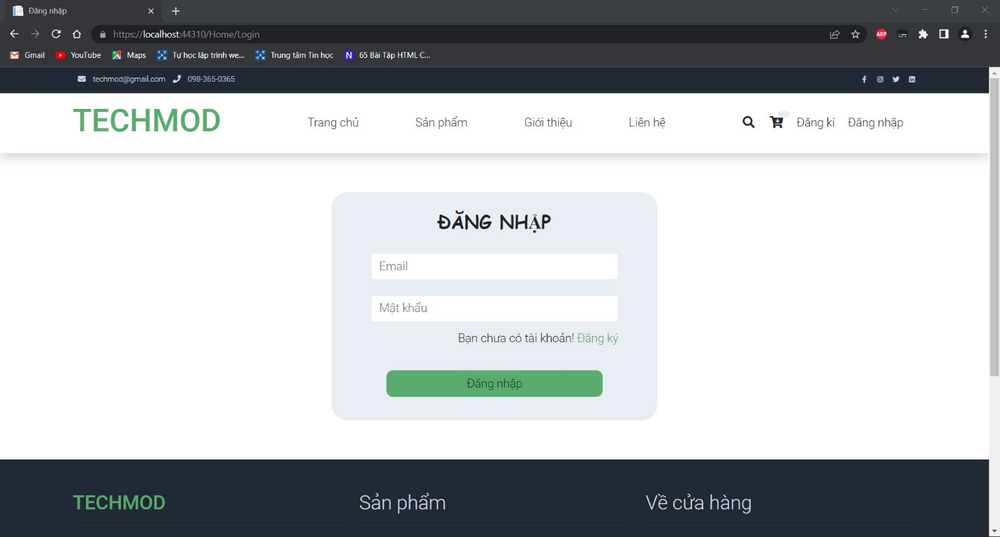 Đăng nhập
https://localhost:44310/Home/Login
ABP
Gmail YouTube Maps Tự học lập trình we... Trung tâm Tin học N 65 Bài Tập HTML C...
techmod@gmail.com 098-365-0365
TECHMOD Trang chủ Sản phẩm Giới thiệu Liên hệ Đăng kí Đăng nhập
ĐĂNG NHẬP
Email
Mật khẩu
Bạn chưa có tài khoản! Đăng ký
Đăng nhập
TECHMOD Sản phẩm Về cửa hàng